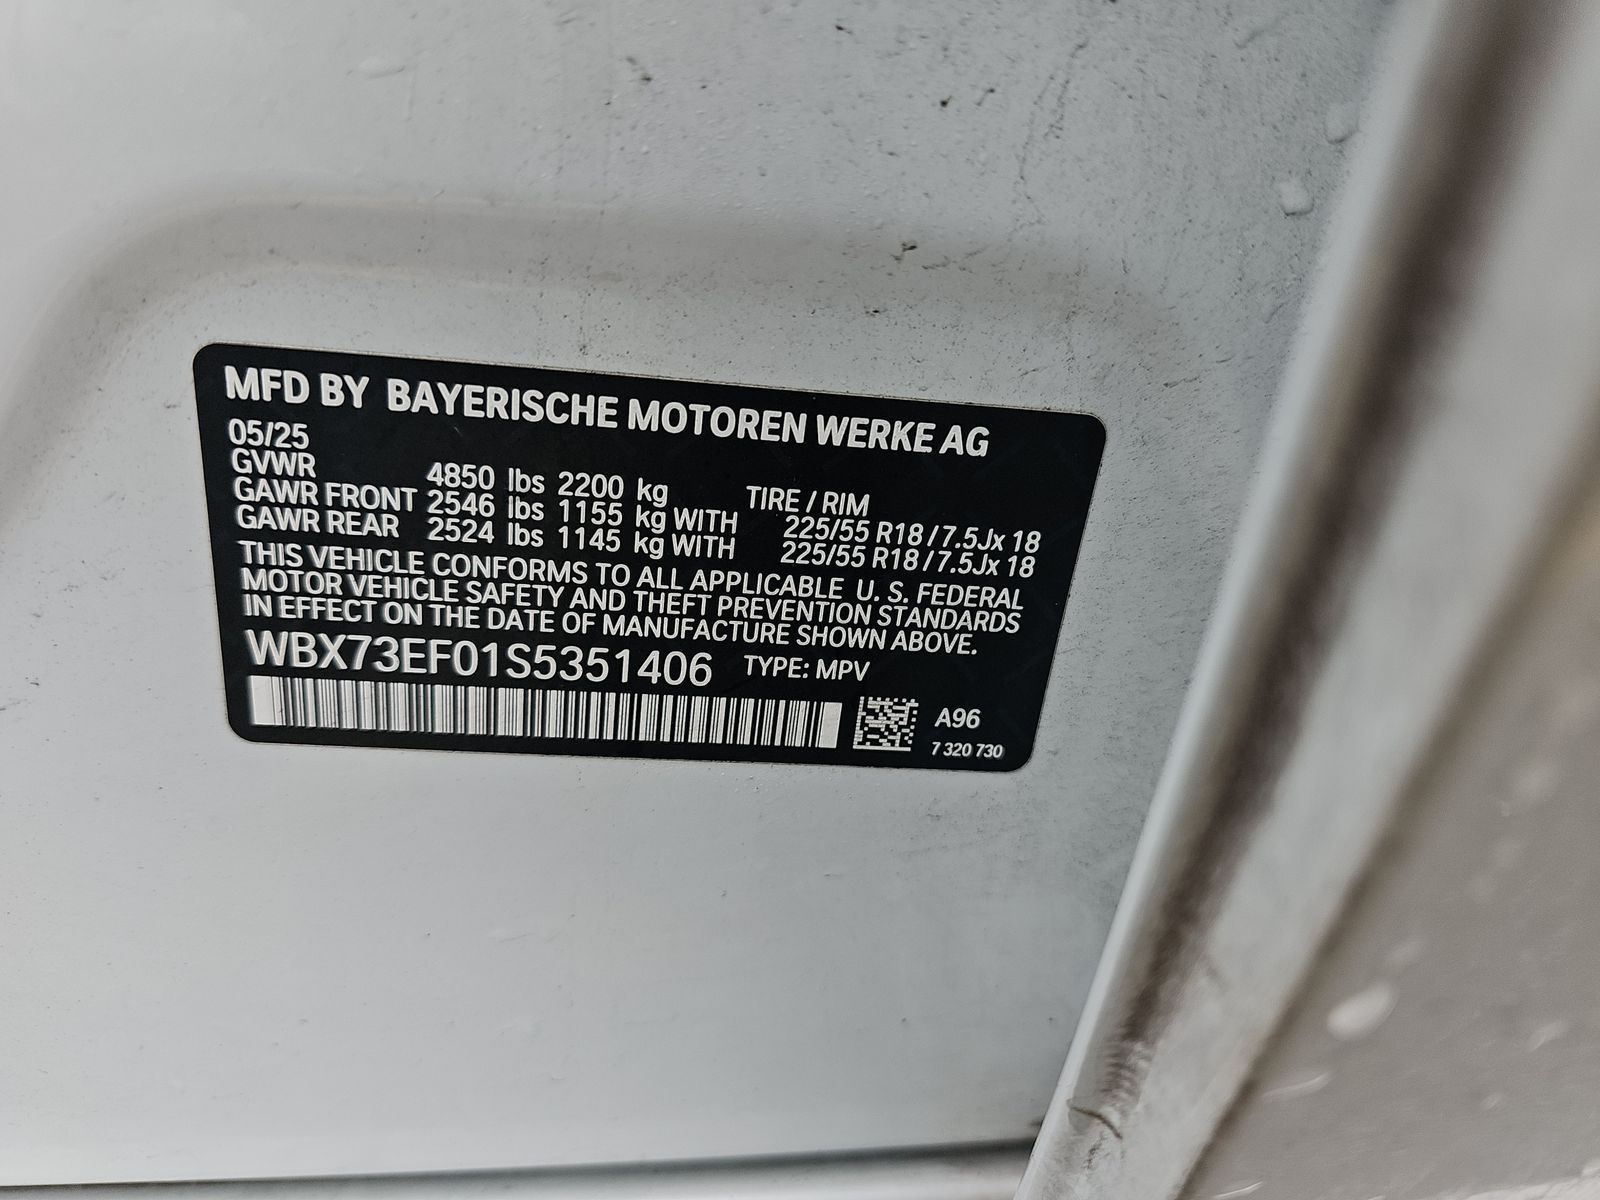 MFD BY BAYERISCHE MOTOREN WERKE AG
05/25
GVWR 4850 lbs 2200 kg TIRE / RIM
GAWR FRONT 2546 lbs 1155 kg WITH 225/55 R18 / 7.5Jx 18
GAWR REAR 2524 lbs 1145 kg WITH 225/55 R18 / 7.5Jx 18
THIS VEHICLE CONFORMS TO ALL APPLICABLE U. S. FEDERAL
MOTOR VEHICLE SAFETY AND THEFT PREVENTION STANDARDS
IN EFFECT ON THE DATE OF MANUFACTURE SHOWN ABOVE.
WBX73EF01S5351406 TYPE: MPV
A96
7 320 730